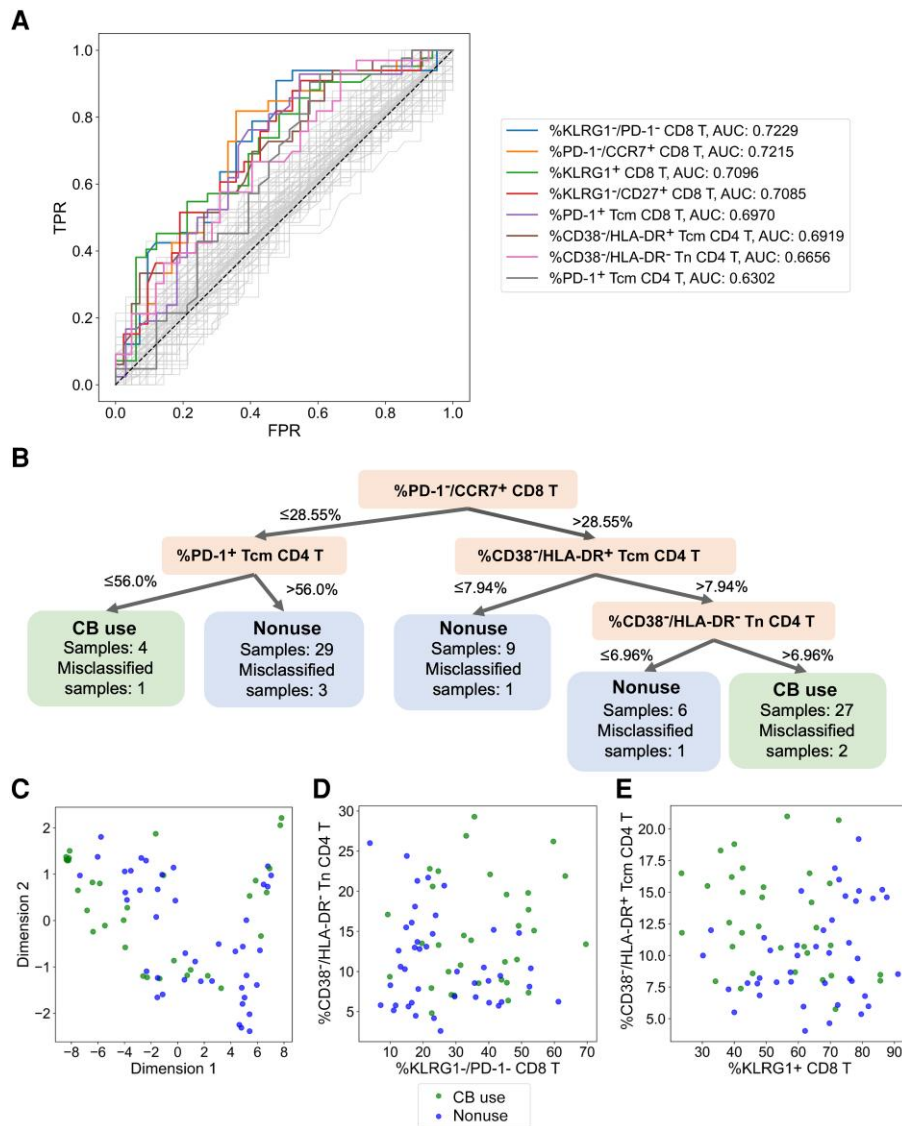 A
1.0
0.8
0.6
0.4
0.2
0.0
TPR
0.0 0.2 0.4 0.6 0.8 1.0
FPR
%KLRG1⁻/PD-1⁻ CD8 T, AUC: 0.7229
%PD-1⁻/CCR7⁺ CD8 T, AUC: 0.7215
%KLRG1⁺ CD8 T, AUC: 0.7096
%KLRG1⁻/CD27⁺ CD8 T, AUC: 0.7085
%PD-1⁺ Tcm CD8 T, AUC: 0.6970
%CD38⁻/HLA-DR⁺ Tcm CD4 T, AUC: 0.6919
%CD38⁻/HLA-DR⁻ Tn CD4 T, AUC: 0.6656
%PD-1⁺ Tcm CD4 T, AUC: 0.6302
B
%PD-1⁻/CCR7⁺ CD8 T
≤28.55%
>28.55%
%PD-1⁺ Tcm CD4 T
%CD38⁻/HLA-DR⁺ Tcm CD4 T
≤56.0%
>56.0%
≤7.94%
>7.94%
CB use
Samples: 4
Misclassified
samples: 1
Nonuse
Samples: 29
Misclassified
samples: 3
Nonuse
Samples: 9
Misclassified
samples: 1
%CD38⁻/HLA-DR⁻ Tn CD4 T
≤6.96%
>6.96%
Nonuse
Samples: 6
Misclassified
samples: 1
CB use
Samples: 27
Misclassified
samples: 2
C
2
1
0
−1
−2
Dimension 2
−8 −6 −4 −2 0 2 4 6 8
Dimension 1
D
30
25
20
15
10
5
%CD38⁻/HLA-DR⁻ Tn CD4 T
10 20 30 40 50 60 70
%KLRG1-/PD-1- CD8 T
E
20.0
17.5
15.0
12.5
10.0
7.5
5.0
%CD38⁻/HLA-DR⁺ Tcm CD4 T
30 40 50 60 70 80 90
%KLRG1+ CD8 T
CB use
Nonuse